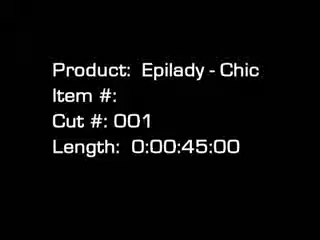 Product:  Epilady - Chic
Item #:
Cut #: 001
Length:  0:00:45:00